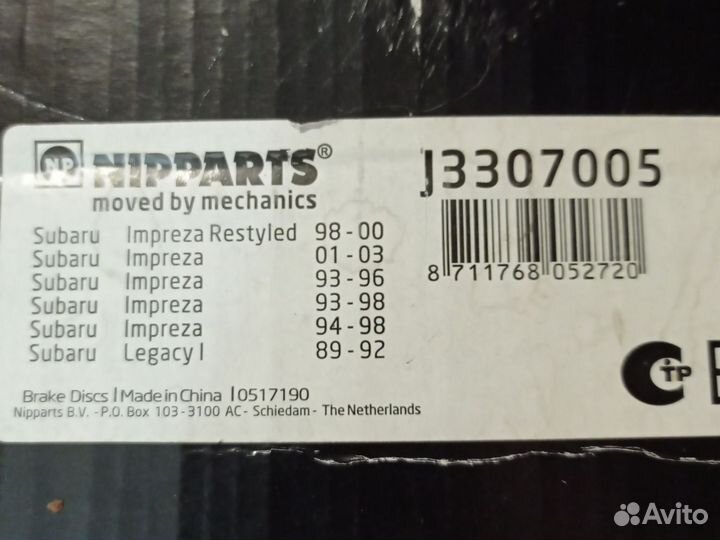 NP NIPPARTS®
moved by mechanics
J3307005
8 711768 052720
Subaru Impreza Restyled 98 - 00
Subaru Impreza 01 - 03
Subaru Impreza 93 - 96
Subaru Impreza 93 - 98
Subaru Impreza 94 - 98
Subaru Legacy I 89 - 92
Brake Discs | Made in China | 0517190
Nipparts B.V. - P.O. Box 103 - 3100 AC - Schiedam - The Netherlands
TP
Avito